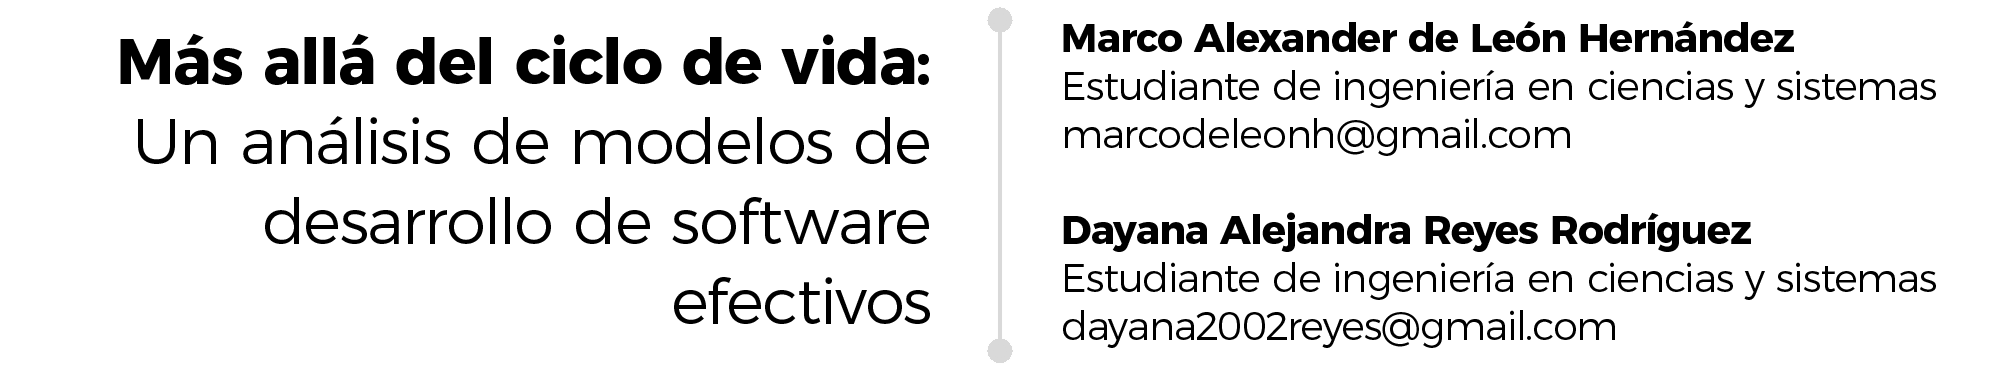 Más allá del ciclo de vida:
Un análisis de modelos de
desarrollo de software
efectivos
Marco Alexander de León Hernández
Estudiante de ingeniería en ciencias y sistemas
marcodeleonh@gmail.com
Dayana Alejandra Reyes Rodríguez
Estudiante de ingeniería en ciencias y sistemas
dayana2002reyes@gmail.com